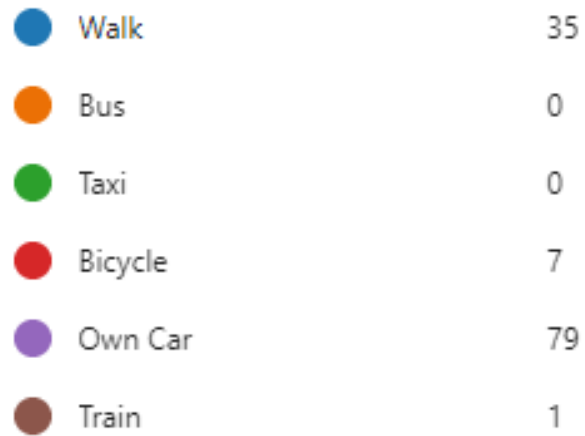 Walk 35
Bus 0
Taxi 0
Bicycle 7
Own Car 79
Train 1